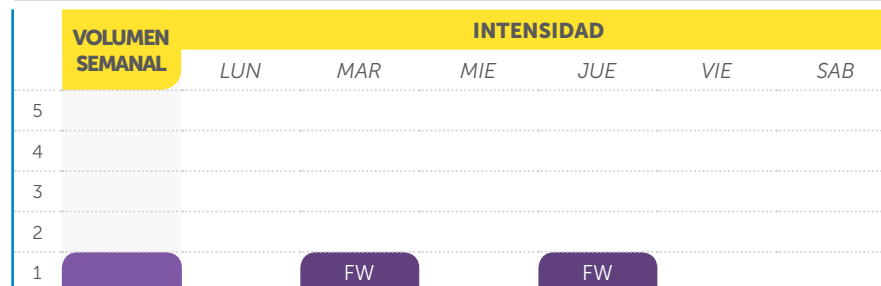 VOLUMEN SEMANAL
INTENSIDAD
LUN MAR MIE JUE VIE SAB
5
4
3
2
1 FW FW